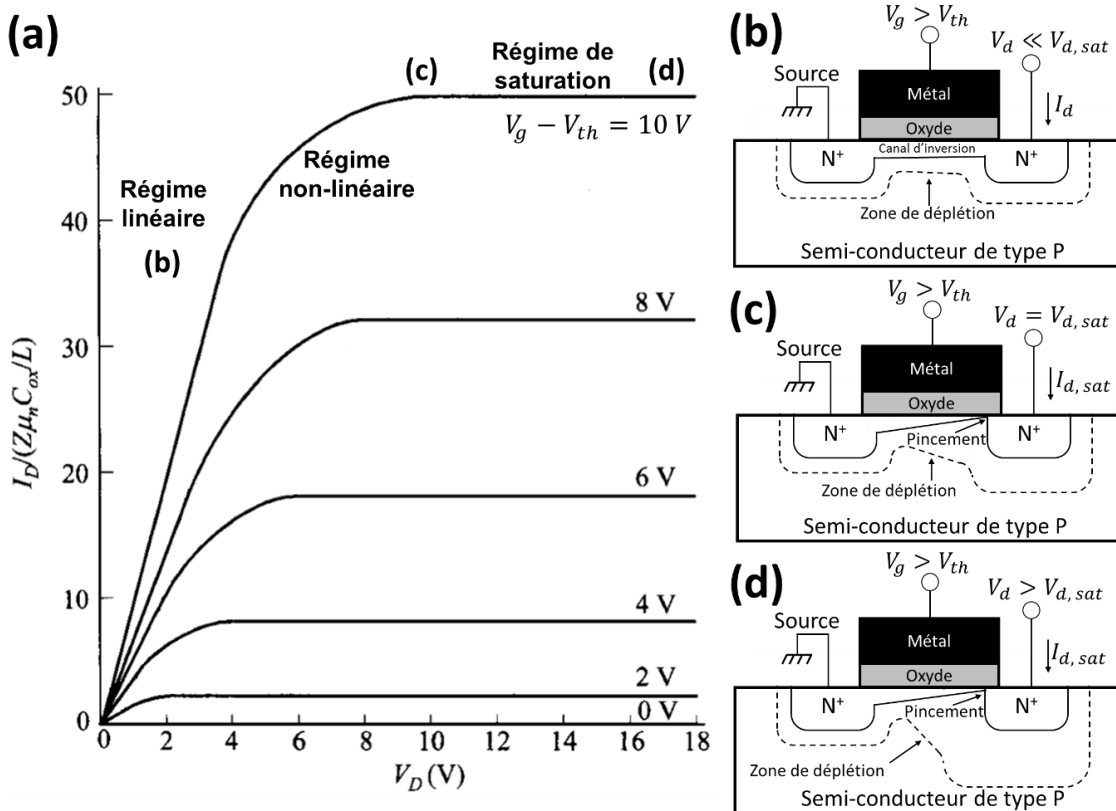 (a)
Régime de
saturation
(c)
(d)
V_g − V_th = 10 V
Régime
non-linéaire
Régime
linéaire
(b)
8 V
6 V
4 V
2 V
0 V
50
40
30
20
10
0
I_D/(Zμ_nC_ox/L)
0 2 4 6 8 10 12 14 16 18
V_D (V)
(b)
V_g > V_th
V_d ≪ V_d,sat
Source
Métal
I_d
Oxyde
Canal d'inversion
N⁺
N⁺
Zone de déplétion
Semi-conducteur de type P
(c)
V_g > V_th
V_d = V_d,sat
Source
Métal
I_d,sat
Oxyde
N⁺
Pincement
N⁺
Zone de déplétion
Semi-conducteur de type P
(d)
V_g > V_th
V_d > V_d,sat
Source
Métal
I_d,sat
Oxyde
N⁺
Pincement
N⁺
Zone de déplétion
Semi-conducteur de type P